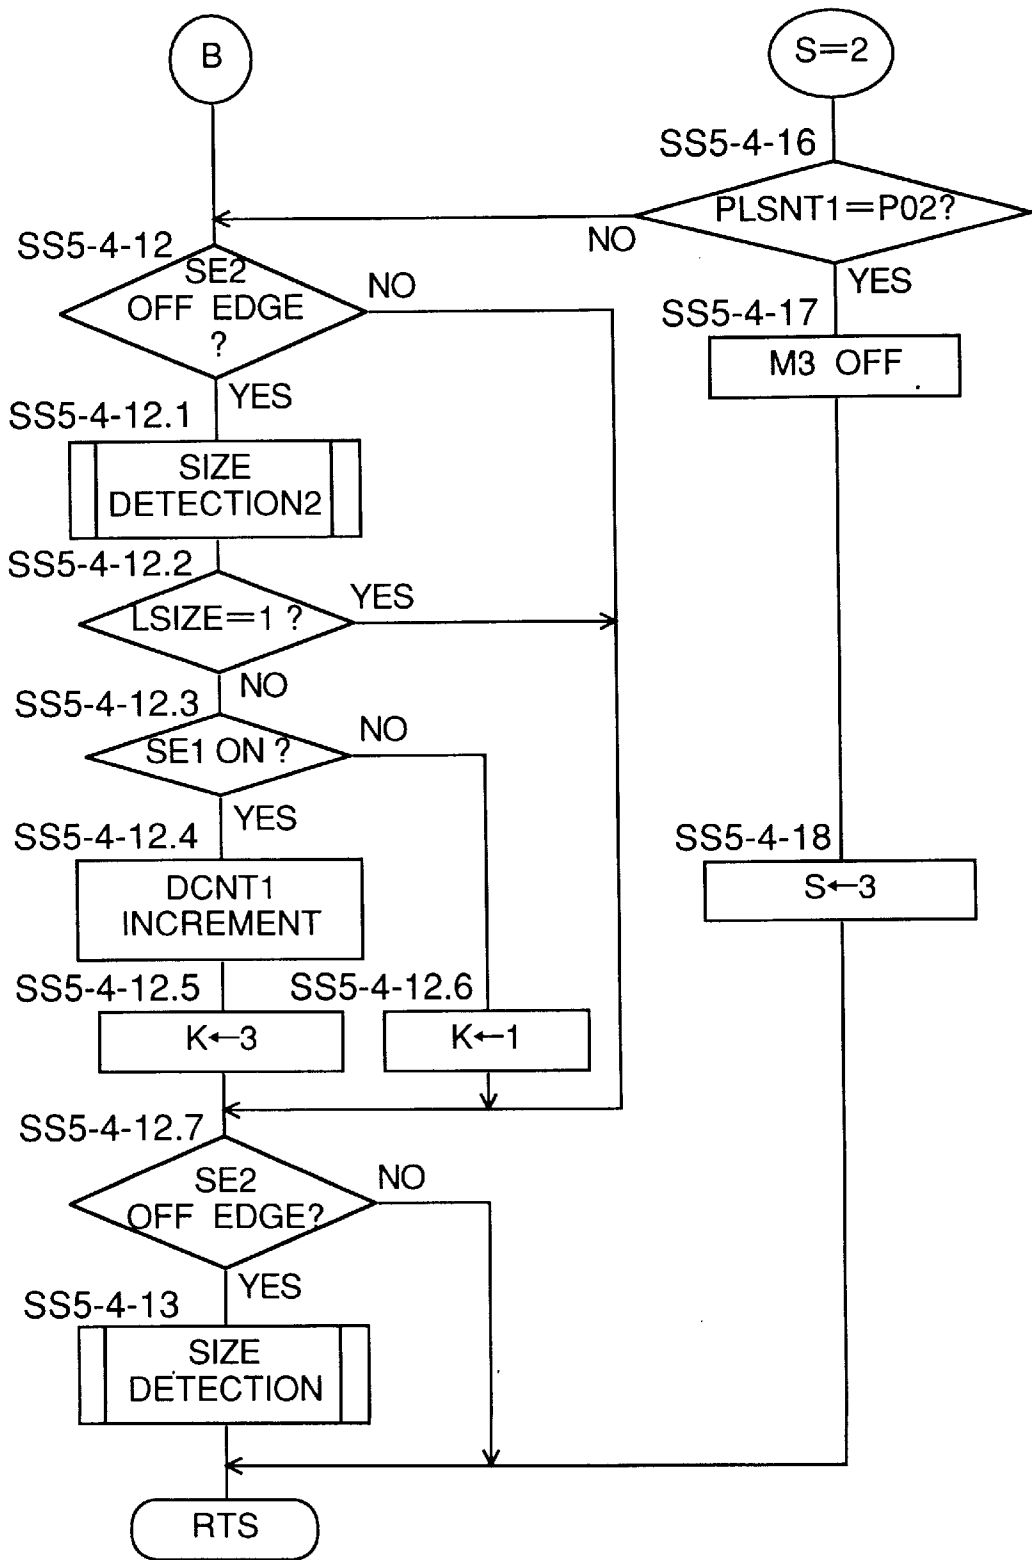 B
S=2
SS5-4-16
PLSNT1=P02?
NO
YES
SS5-4-12
SE2
OFF EDGE
?
NO
YES
SS5-4-17
M3 OFF
SS5-4-12.1
SIZE
DETECTION2
SS5-4-12.2
LSIZE=1 ?
YES
NO
SS5-4-12.3
SE1 ON ?
NO
YES
SS5-4-12.4
DCNT1
INCREMENT
SS5-4-18
S←3
SS5-4-12.5
K←3
SS5-4-12.6
K←1
SS5-4-12.7
SE2
OFF EDGE?
NO
YES
SS5-4-13
SIZE
DETECTION
RTS